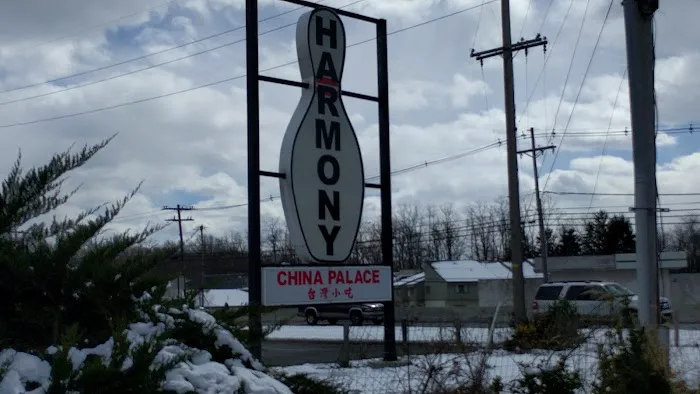 HARMONY
CHINA PALACE
台灣小吃